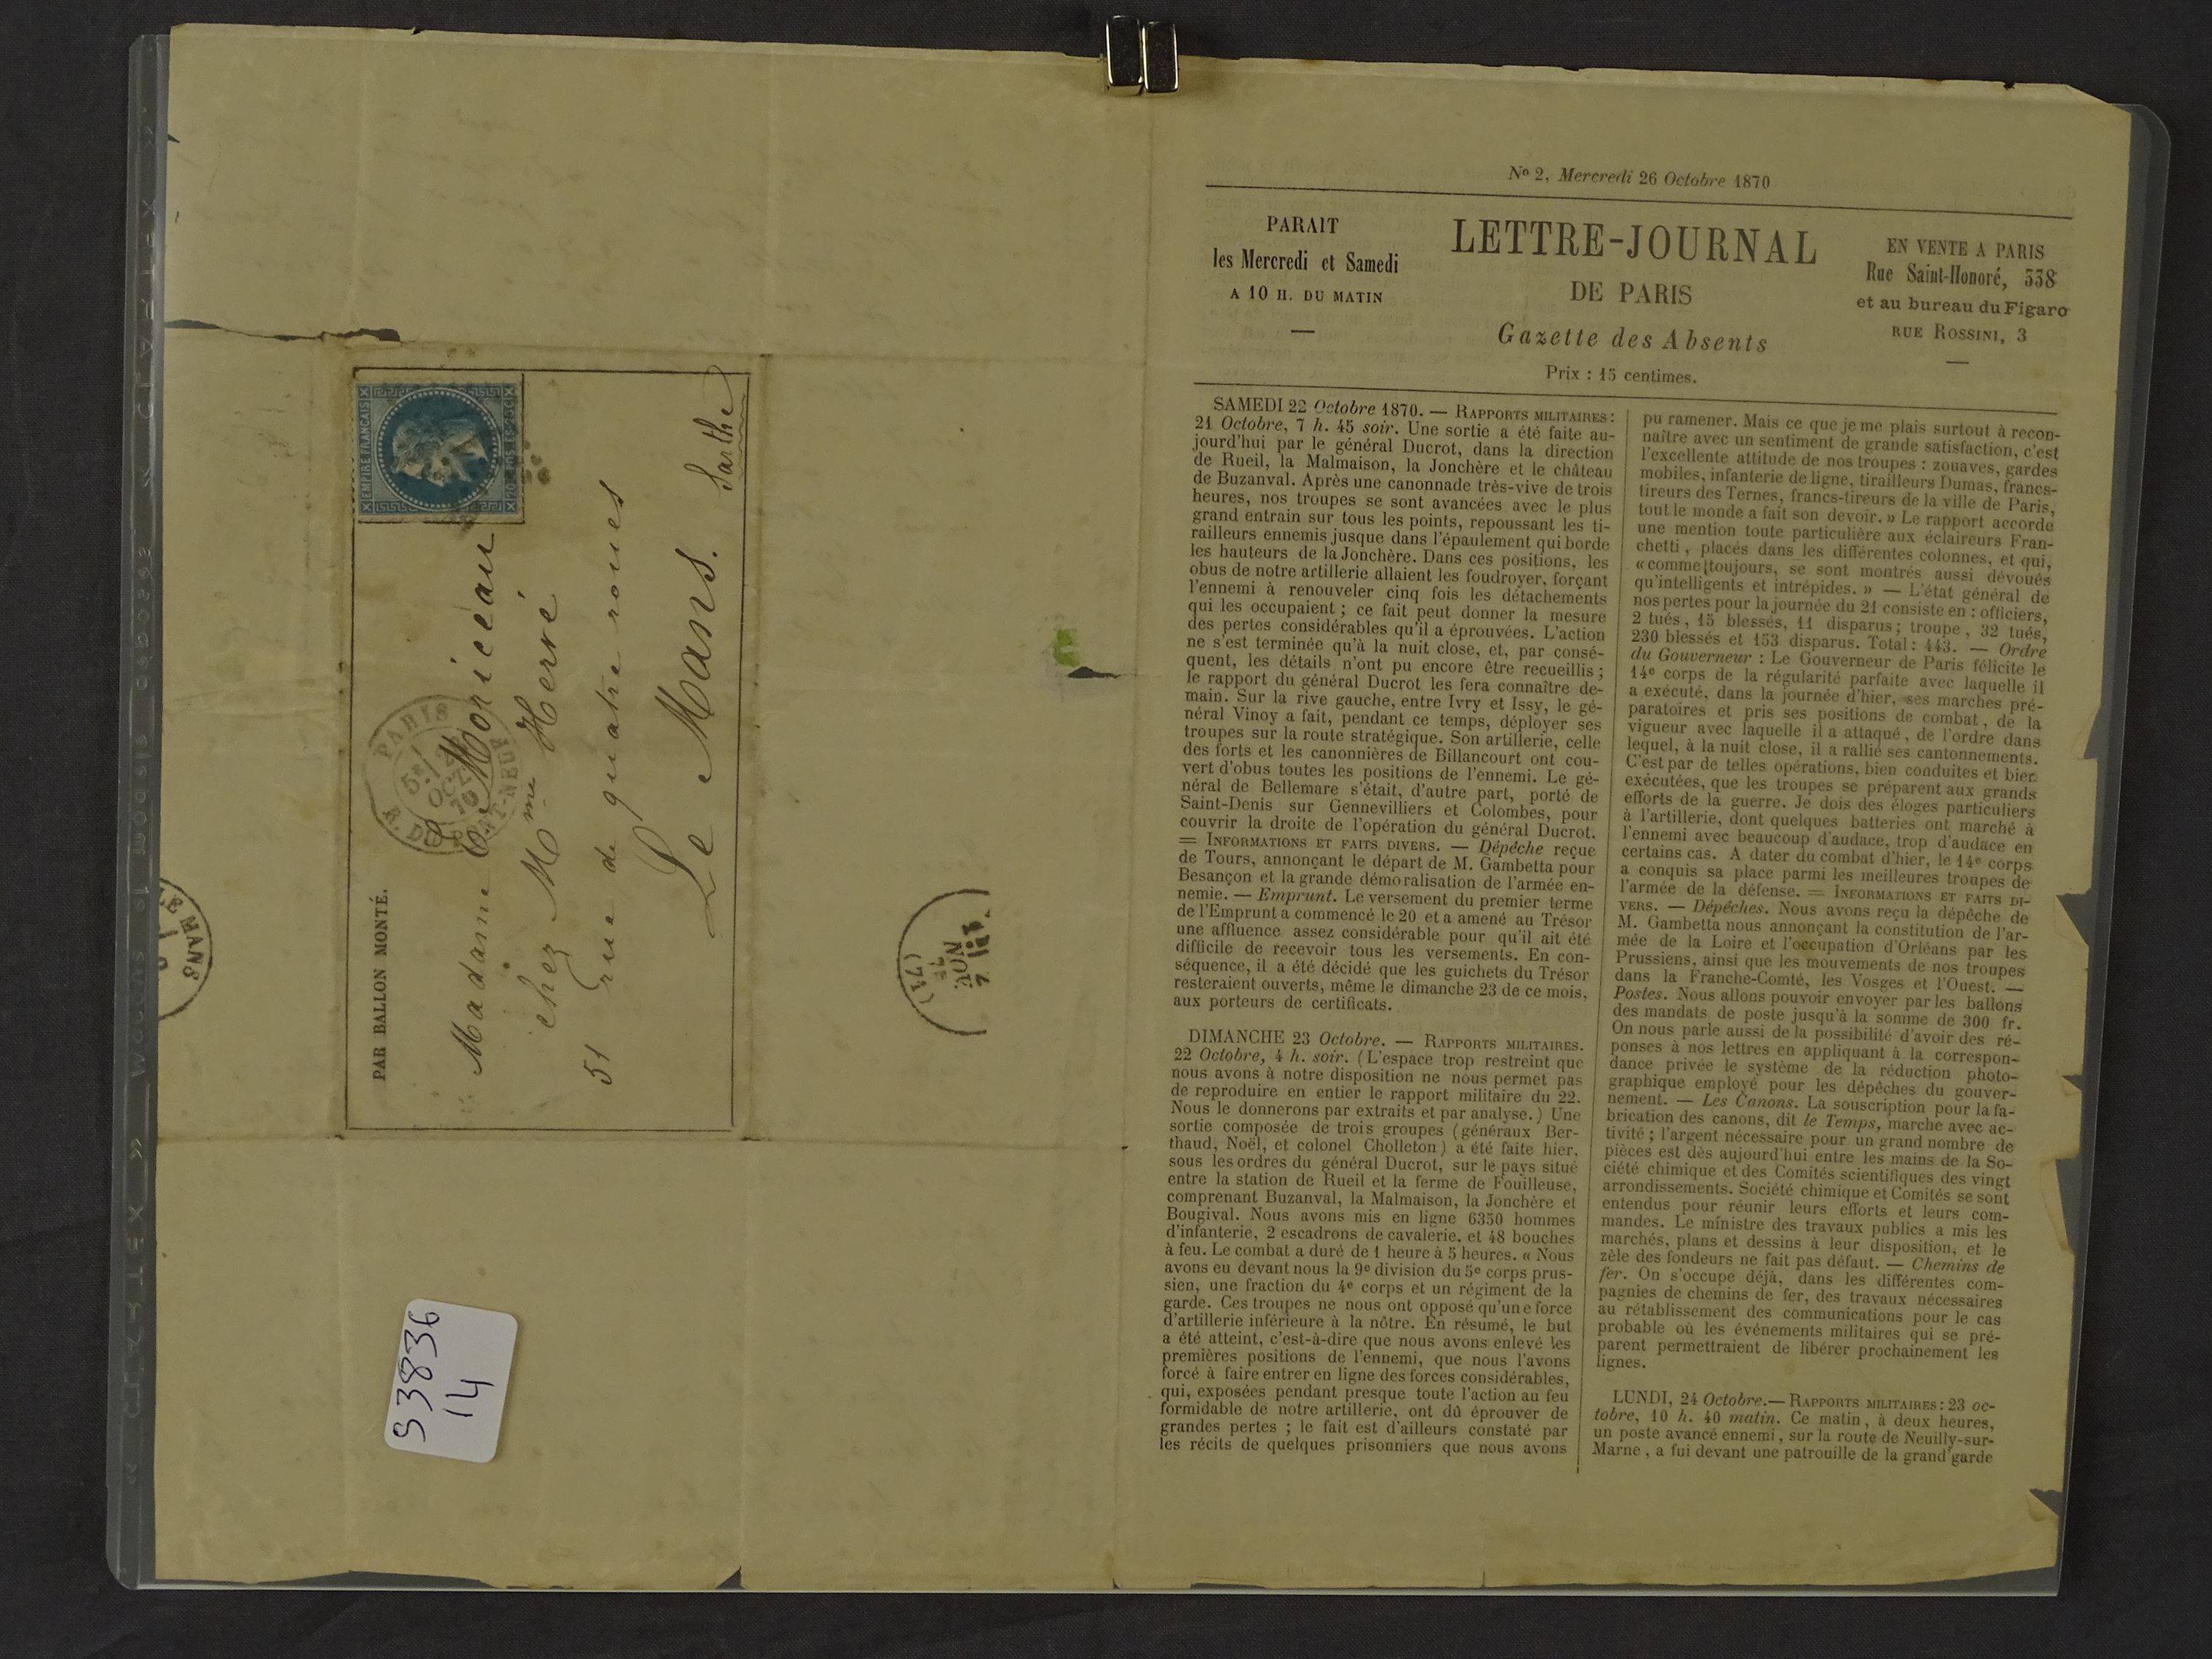 PAR BALLON MONTÉ.
EMPIRE FRANÇAIS
Madame E. Moriceau
chez Mme Hervé
51 rue de quatre roues
Le Mans. Sarthe
PARIS
OCT.
70
MANS
NOV
(71)
S3836
14
No 2, Mercredi 26 Octobre 1870
PARAIT
les Mercredi et Samedi
A 10 H. DU MATIN
LETTRE-JOURNAL
DE PARIS
Gazette des Absents
Prix : 15 centimes.
EN VENTE A PARIS
Rue Saint-Honoré, 338
et au bureau du Figaro
RUE ROSSINI, 3
SAMEDI 22 Octobre 1870. — RAPPORTS MILITAIRES:
21 Octobre, 7 h. 45 soir. Une sortie a été faite au-
jourd'hui par le général Ducrot, dans la direction
de Rueil, la Malmaison, la Jonchère et le château
de Buzanval. Après une canonnade très-vive de trois
heures, nos troupes se sont avancées avec le plus
grand entrain sur tous les points, repoussant les ti-
railleurs ennemis jusque dans l'épaulement qui borde
les hauteurs de la Jonchère. Dans ces positions, les
obus de notre artillerie allaient les foudroyer, forçant
l'ennemi à renouveler cinq fois les détachements
qui les occupaient ; ce fait peut donner la mesure
des pertes considérables qu'il a éprouvées. L'action
ne s'est terminée qu'à la nuit close, et, par consé-
quent, les détails n'ont pu encore être recueillis ;
le rapport du général Ducrot les fera connaître de-
main. Sur la rive gauche, entre Ivry et Issy, le gé-
néral Vinoy a fait, pendant ce temps, déployer ses
troupes sur la route stratégique. Son artillerie, celle
des forts et les canonnières de Billancourt ont cou-
vert d'obus toutes les positions de l'ennemi. Le gé-
néral de Bellemare s'était, d'autre part, porté de
Saint-Denis sur Gennevilliers et Colombes, pour
couvrir la droite de l'opération du général Ducrot.
= INFORMATIONS ET FAITS DIVERS. — Dépêche reçue
de Tours, annonçant le départ de M. Gambetta pour
Besançon et la grande démoralisation de l'armée en-
nemie. — Emprunt. Le versement du premier terme
de l'Emprunt a commencé le 20 et a amené au Trésor
une affluence assez considérable pour qu'il ait été
difficile de recevoir tous les versements. En con-
séquence, il a été décidé que les guichets du Trésor
resteraient ouverts, même le dimanche 23 de ce mois,
aux porteurs de certificats.
DIMANCHE 23 Octobre. — RAPPORTS MILITAIRES.
22 Octobre, 4 h. soir. (L'espace trop restreint que
nous avons à notre disposition ne nous permet pas
de reproduire en entier le rapport militaire du 22.
Nous le donnerons par extraits et par analyse.) Une
sortie composée de trois groupes (généraux Ber-
thaud, Noël, et colonel Cholleton) a été faite hier,
sous les ordres du général Ducrot, sur le pays situé
entre la station de Rueil et la ferme de Fouilleuse,
comprenant Buzanval, la Malmaison, la Jonchère et
Bougival. Nous avons mis en ligne 6350 hommes
d'infanterie, 2 escadrons de cavalerie, et 48 bouches
à feu. Le combat a duré de 1 heure à 5 heures. « Nous
avons eu devant nous la 9e division du 5e corps prus-
sien, une fraction du 4e corps et un régiment de la
garde. Ces troupes ne nous ont opposé qu'une force
d'artillerie inférieure à la nôtre. En résumé, le but
a été atteint, c'est-à-dire que nous avons enlevé les
premières positions de l'ennemi, que nous l'avons
forcé à faire entrer en ligne des forces considérables,
qui, exposées pendant presque toute l'action au feu
formidable de notre artillerie, ont dû éprouver de
grandes pertes ; le fait est d'ailleurs constaté par
les récits de quelques prisonniers que nous avons
pu ramener. Mais ce que je me plais surtout à recon-
naître avec un sentiment de grande satisfaction, c'est
l'excellente attitude de nos troupes : zouaves, gardes
mobiles, infanterie de ligne, tirailleurs Dumas, francs-
tireurs des Ternes, francs-tireurs de la ville de Paris,
tout le monde a fait son devoir. » Le rapport accorde
une mention toute particulière aux éclaireurs Fran-
chetti, placés dans les différentes colonnes, et qui,
« comme toujours, se sont montrés aussi dévoués
qu'intelligents et intrépides. » — L'état général de
nos pertes pour la journée du 21 consiste en : officiers,
2 tués, 15 blessés, 11 disparus ; troupe, 32 tués,
230 blessés et 153 disparus. Total : 443. — Ordre
du Gouverneur : Le Gouverneur de Paris félicite le
14e corps de la régularité parfaite avec laquelle il
a exécuté, dans la journée d'hier, ses marches pré-
paratoires et pris ses positions de combat, de la
vigueur avec laquelle il a attaqué, de l'ordre dans
lequel, à la nuit close, il a rallié ses cantonnements.
C'est par de telles opérations, bien conduites et bien
exécutées, que les troupes se préparent aux grands
efforts de la guerre. Je dois des éloges particuliers
à l'artillerie, dont quelques batteries ont marché à
l'ennemi avec beaucoup d'audace, trop d'audace en
certains cas. A dater du combat d'hier, le 14e corps
a conquis sa place parmi les meilleures troupes de
l'armée de la défense. = INFORMATIONS ET FAITS DI-
VERS. — Dépêches. Nous avons reçu la dépêche de
M. Gambetta nous annonçant la constitution de l'ar-
mée de la Loire et l'occupation d'Orléans par les
Prussiens, ainsi que les mouvements de nos troupes
dans la Franche-Comté, les Vosges et l'Ouest. —
Postes. Nous allons pouvoir envoyer par les ballons
des mandats de poste jusqu'à la somme de 300 fr.
On nous parle aussi de la possibilité d'avoir des ré-
ponses à nos lettres en appliquant à la correspon-
dance privée le système de la réduction photo-
graphique employé pour les dépêches du gouver-
nement. — Les Canons. La souscription pour la fa-
brication des canons, dit le Temps, marche avec ac-
tivité ; l'argent nécessaire pour un grand nombre de
pièces est dès aujourd'hui entre les mains de la So-
ciété chimique et des Comités scientifiques des vingt
arrondissements. Société chimique et Comités se sont
entendus pour réunir leurs efforts et leurs com-
mandes. Le ministre des travaux publics a mis les
marchés, plans et dessins à leur disposition, et le
zèle des fondeurs ne fait pas défaut. — Chemins de
fer. On s'occupe déjà, dans les différentes com-
pagnies de chemins de fer, des travaux nécessaires
au rétablissement des communications pour le cas
probable où les événements militaires qui se pré-
parent permettraient de libérer prochainement les
lignes.
LUNDI, 24 Octobre.— RAPPORTS MILITAIRES: 23 oc-
tobre, 10 h. 40 matin. Ce matin, à deux heures,
un poste avancé ennemi, sur la route de Neuilly-sur-
Marne, a fui devant une patrouille de la grand'garde